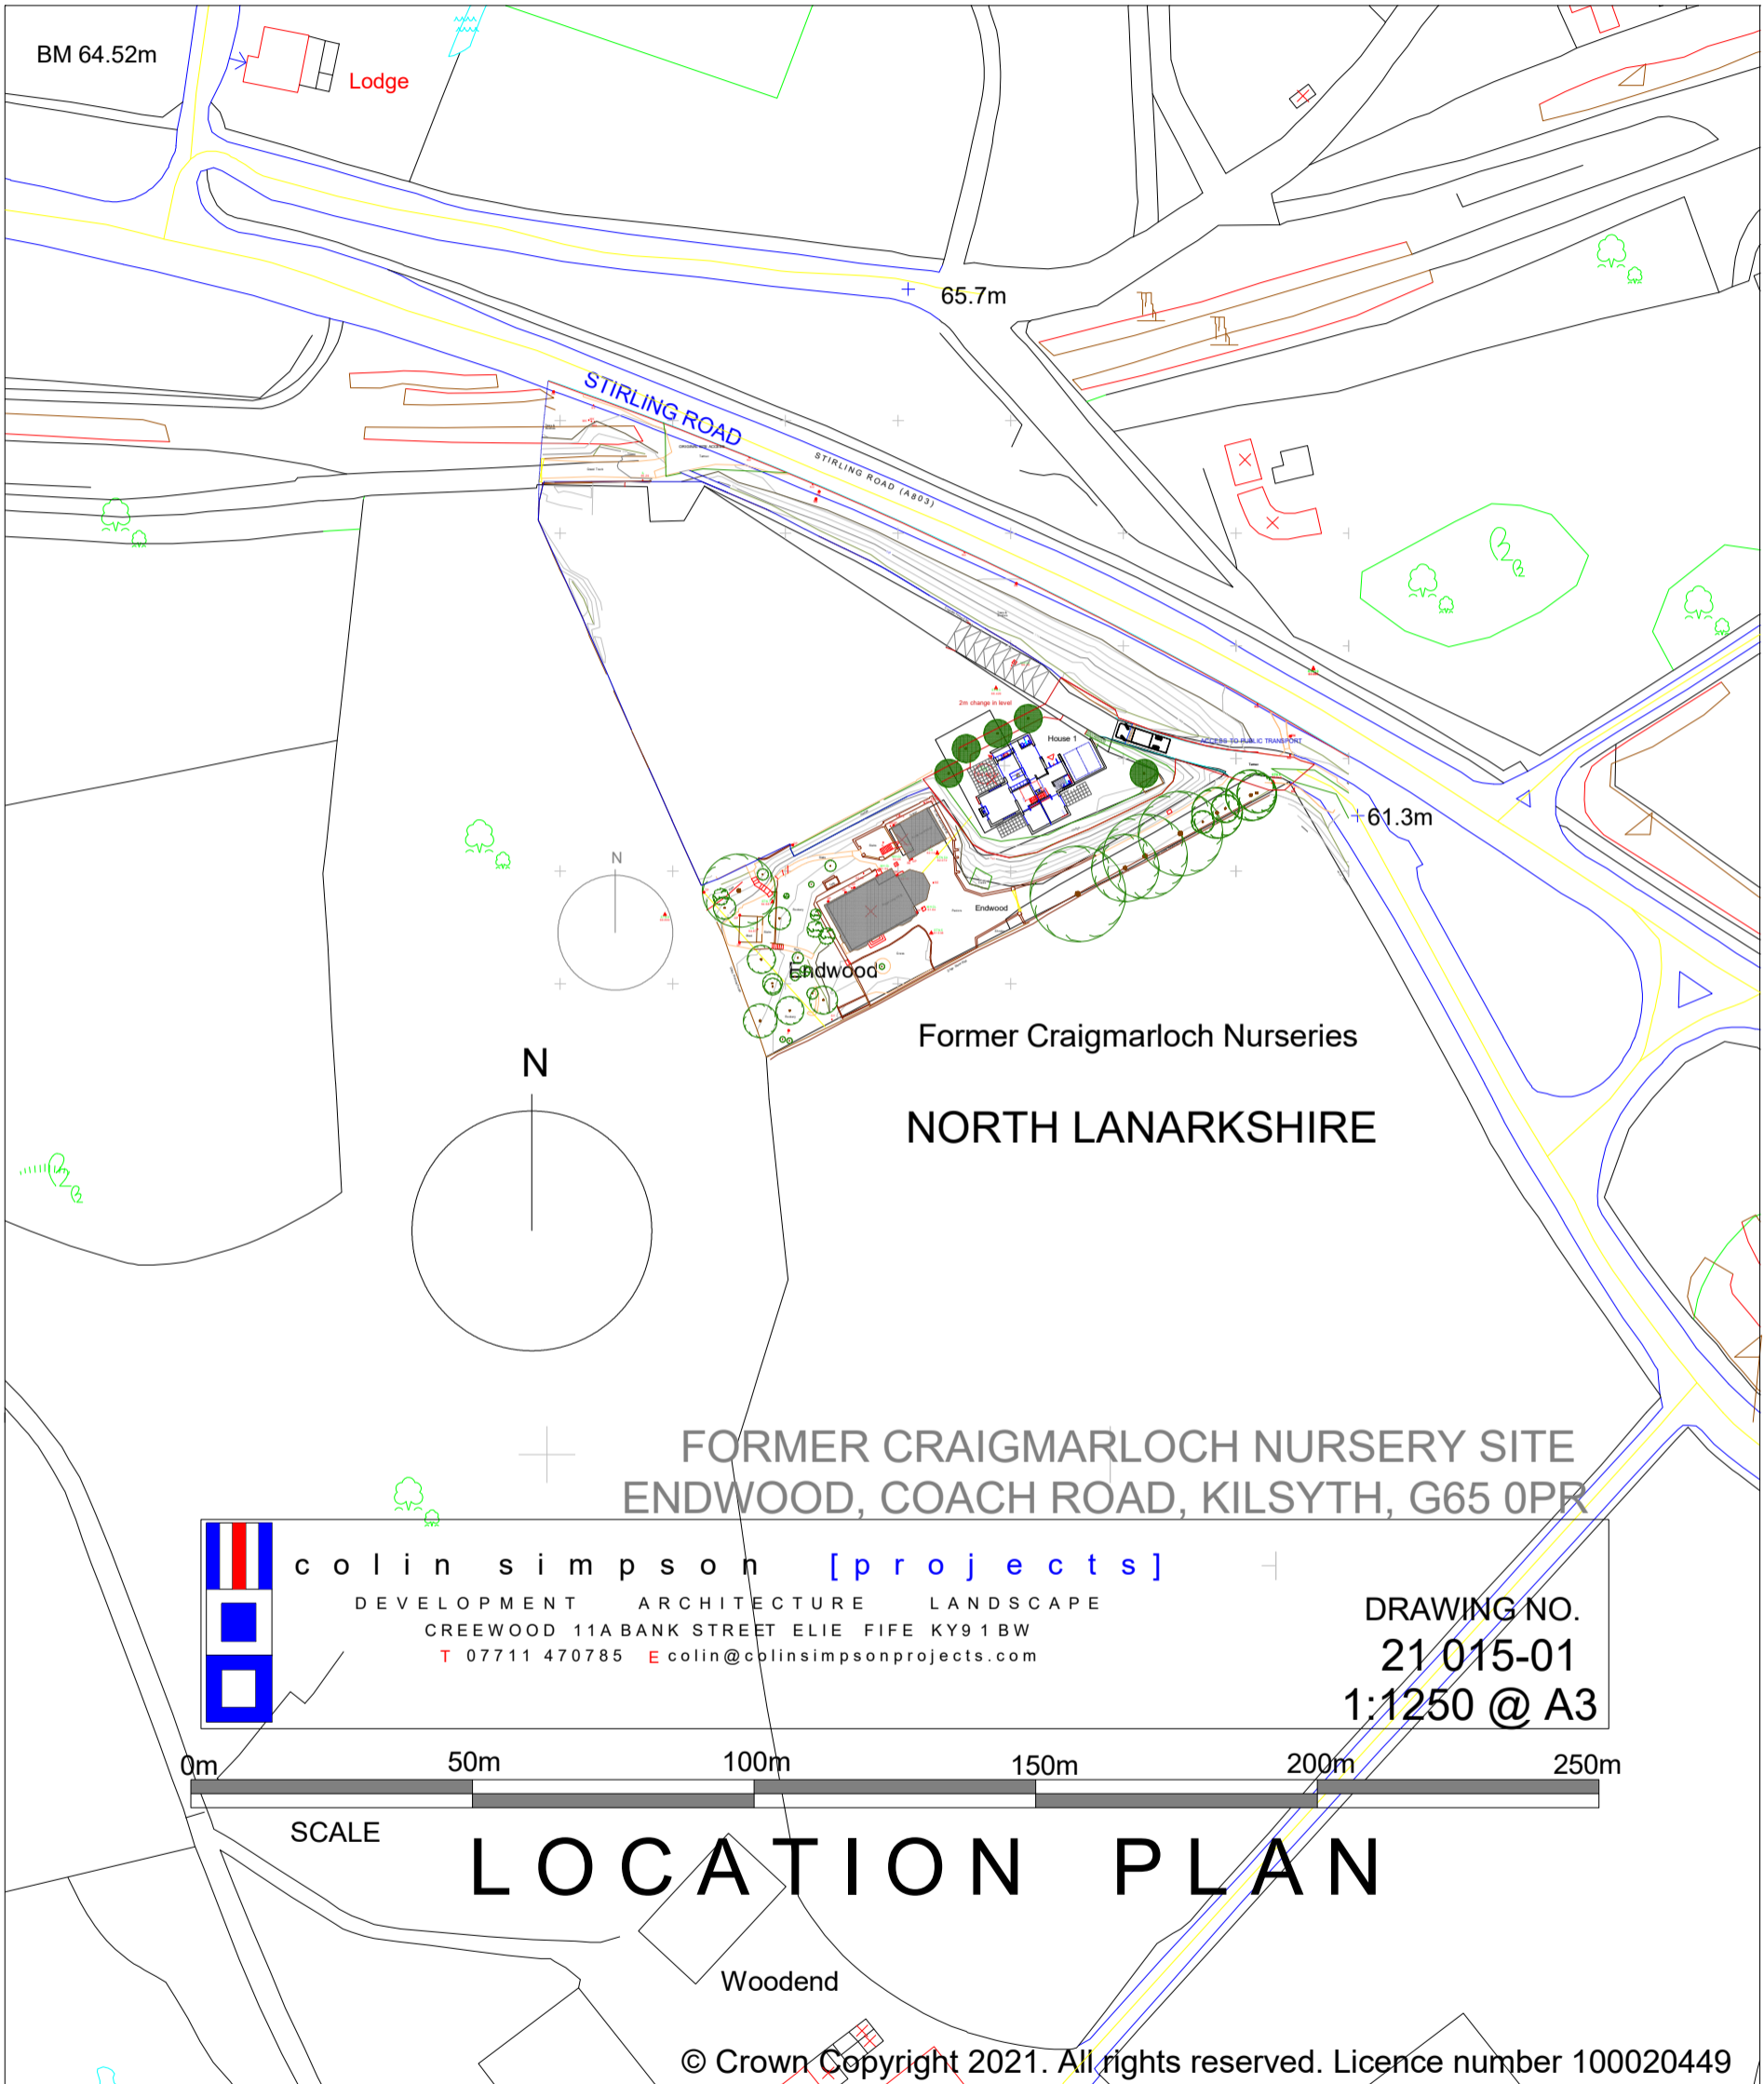 BM 64.52m
Lodge
65.7m
STIRLING ROAD
STIRLING ROAD (A803)
2m change in level
House 1
ACCESS TO PUBLIC TRANSPORT
61.3m
N
Endwood
Endwood
Former Craigmarloch Nurseries
N
NORTH LANARKSHIRE
FORMER CRAIGMARLOCH NURSERY SITE
ENDWOOD, COACH ROAD, KILSYTH, G65 0PR
colin simpson [projects]
DEVELOPMENT ARCHITECTURE LANDSCAPE
CREEWOOD 11A BANK STREET ELIE FIFE KY9 1BW
T 07711 470785 E colin@colinsimpsonprojects.com
DRAWING NO.
21 015-01
1:1250 @ A3
0m 50m 100m 150m 200m 250m
SCALE
LOCATION PLAN
Woodend
© Crown Copyright 2021. All rights reserved. Licence number 100020449